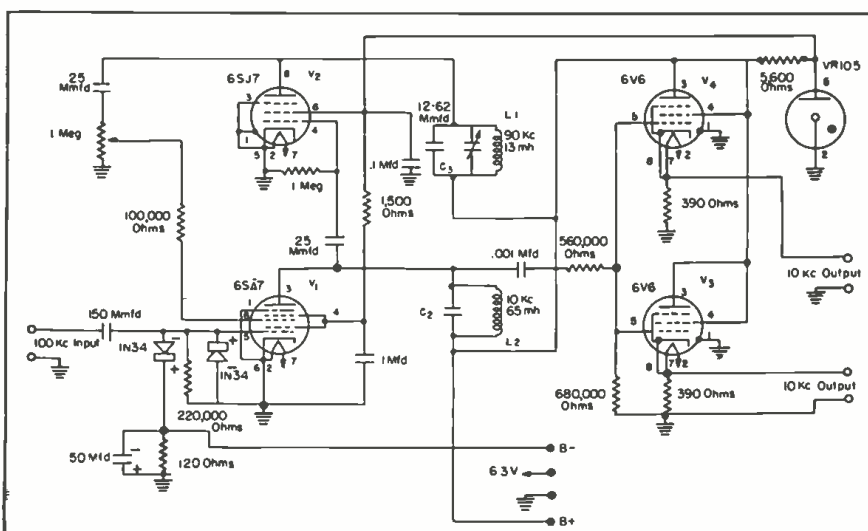 25
Mmfd
1 Meg
100,000
Ohms
150 Mmfd
100 Kc Input
1N34
1N34
220,000
Ohms
50 Mfd
120 Ohms
6SJ7
V2
8
3
6
4
1
5
2
7
1 Meg
25
Mmfd
6SA7
V1
3
1
8
5
4
6
2
7
.1 Mfd
1,500
Ohms
.1 Mfd
12-62
Mmfd
C3
L1
90 Kc
13 mh
.001 Mfd
560,000
Ohms
C2
10 Kc
65 mh
L2
6V6
V4
3
5
4
1
8
7
2
390 Ohms
5,600
Ohms
VR105
5
2
10 Kc Output
6V6
V3
3
5
4
1
8
7
2
680,000
Ohms
390 Ohms
10 Kc Output
B-
6.3V
B+